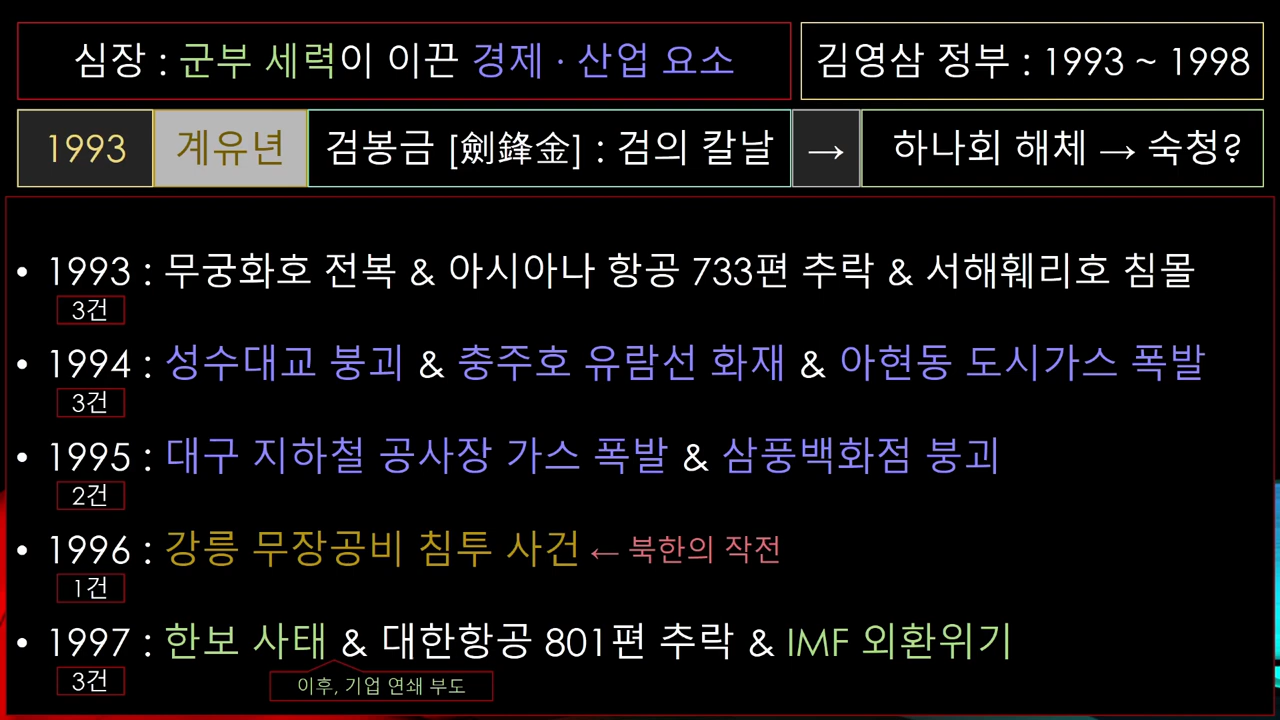 심장 : 군부 세력이 이끈 경제 · 산업 요소
김영삼 정부 : 1993 ~ 1998
1993 계유년 검봉금 [劍鋒金] : 검의 칼날 → 하나회 해체 → 숙청?
• 1993 : 무궁화호 전복 & 아시아나 항공 733편 추락 & 서해훼리호 침몰
3건
• 1994 : 성수대교 붕괴 & 충주호 유람선 화재 & 아현동 도시가스 폭발
3건
• 1995 : 대구 지하철 공사장 가스 폭발 & 삼풍백화점 붕괴
2건
• 1996 : 강릉 무장공비 침투 사건 ← 북한의 작전
1건
• 1997 : 한보 사태 & 대한항공 801편 추락 & IMF 외환위기
3건
이후, 기업 연쇄 부도